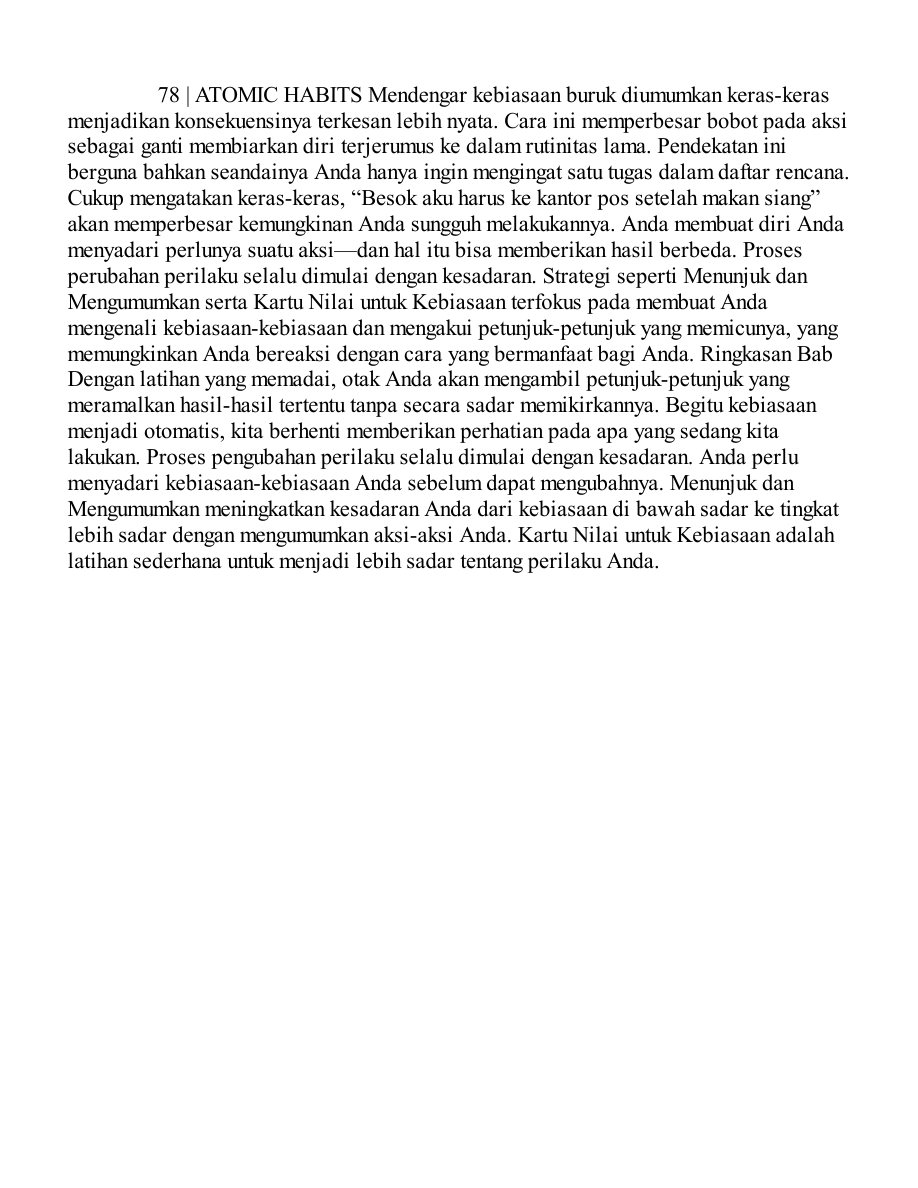 78 | ATOMIC HABITS Mendengar kebiasaan buruk diumumkan keras-keras
menjadikan konsekuensinya terkesan lebih nyata. Cara ini memperbesar bobot pada aksi
sebagai ganti membiarkan diri terjerumus ke dalam rutinitas lama. Pendekatan ini
berguna bahkan seandainya Anda hanya ingin mengingat satu tugas dalam daftar rencana.
Cukup mengatakan keras-keras, “Besok aku harus ke kantor pos setelah makan siang”
akan memperbesar kemungkinan Anda sungguh melakukannya. Anda membuat diri Anda
menyadari perlunya suatu aksi—dan hal itu bisa memberikan hasil berbeda. Proses
perubahan perilaku selalu dimulai dengan kesadaran. Strategi seperti Menunjuk dan
Mengumumkan serta Kartu Nilai untuk Kebiasaan terfokus pada membuat Anda
mengenali kebiasaan-kebiasaan dan mengakui petunjuk-petunjuk yang memicunya, yang
memungkinkan Anda bereaksi dengan cara yang bermanfaat bagi Anda. Ringkasan Bab
Dengan latihan yang memadai, otak Anda akan mengambil petunjuk-petunjuk yang
meramalkan hasil-hasil tertentu tanpa secara sadar memikirkannya. Begitu kebiasaan
menjadi otomatis, kita berhenti memberikan perhatian pada apa yang sedang kita
lakukan. Proses pengubahan perilaku selalu dimulai dengan kesadaran. Anda perlu
menyadari kebiasaan-kebiasaan Anda sebelum dapat mengubahnya. Menunjuk dan
Mengumumkan meningkatkan kesadaran Anda dari kebiasaan di bawah sadar ke tingkat
lebih sadar dengan mengumumkan aksi-aksi Anda. Kartu Nilai untuk Kebiasaan adalah
latihan sederhana untuk menjadi lebih sadar tentang perilaku Anda.